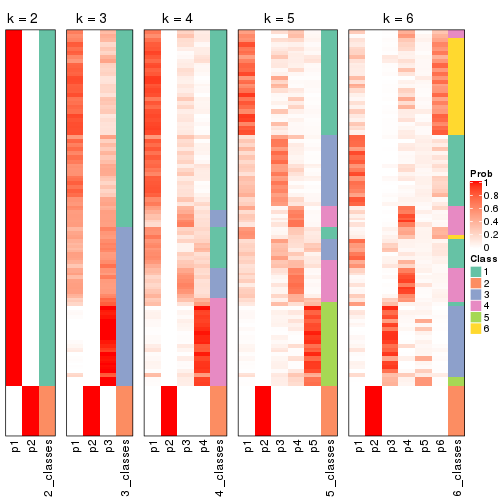 k = 2
k = 3
k = 4
k = 5
k = 6
Prob
1
0.8
0.6
0.4
0.2
0
Class
1
2
3
4
5
6
p1
p2
2_classes
p1
p2
p3
3_classes
p1
p2
p3
p4
4_classes
p1
p2
p3
p4
p5
5_classes
p1
p2
p3
p4
p5
p6
6_classes